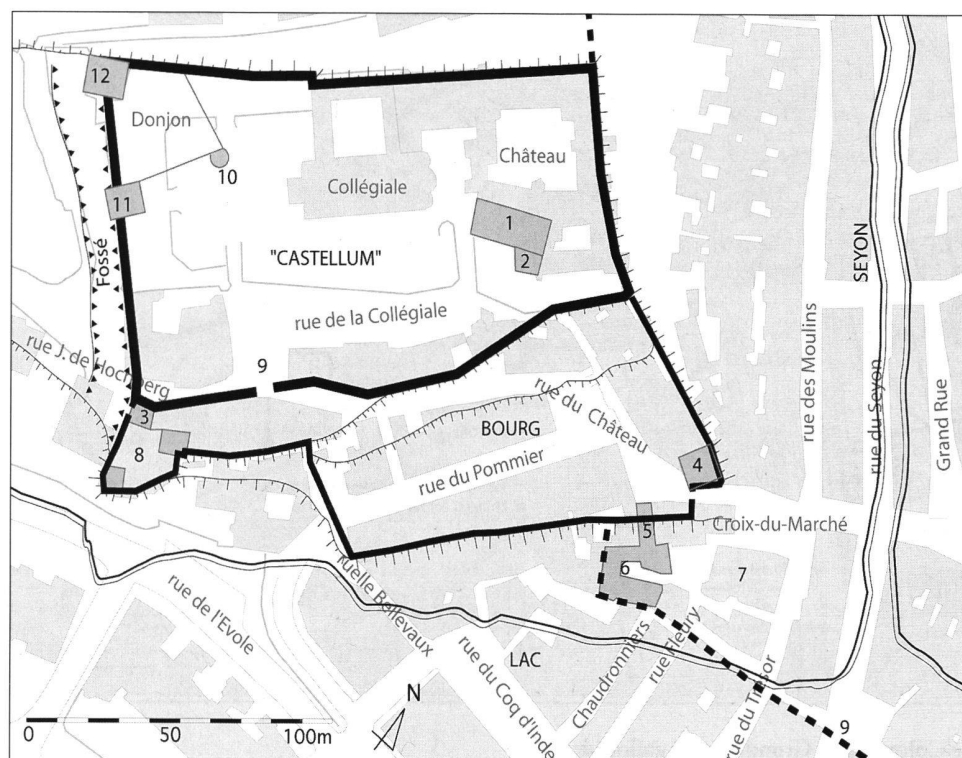 12
Donjon
10
11
Collégiale
Château
1
2
"CASTELLUM"
Fossé
rue de la Collégiale
SEYON
rue J. de Hochberg
9
3
8
BOURG
rue du Château
rue du Pommier
4
rue des Moulins
rue du Seyon
Grand Rue
Croix-du-Marché
5
6
7
rue de l'Evole
ruelle Bellevaux
rue du Coq d'Inde
LAC
Chaudronniers
rue Fleury
rue du Trésor
9
N
0
50
100m